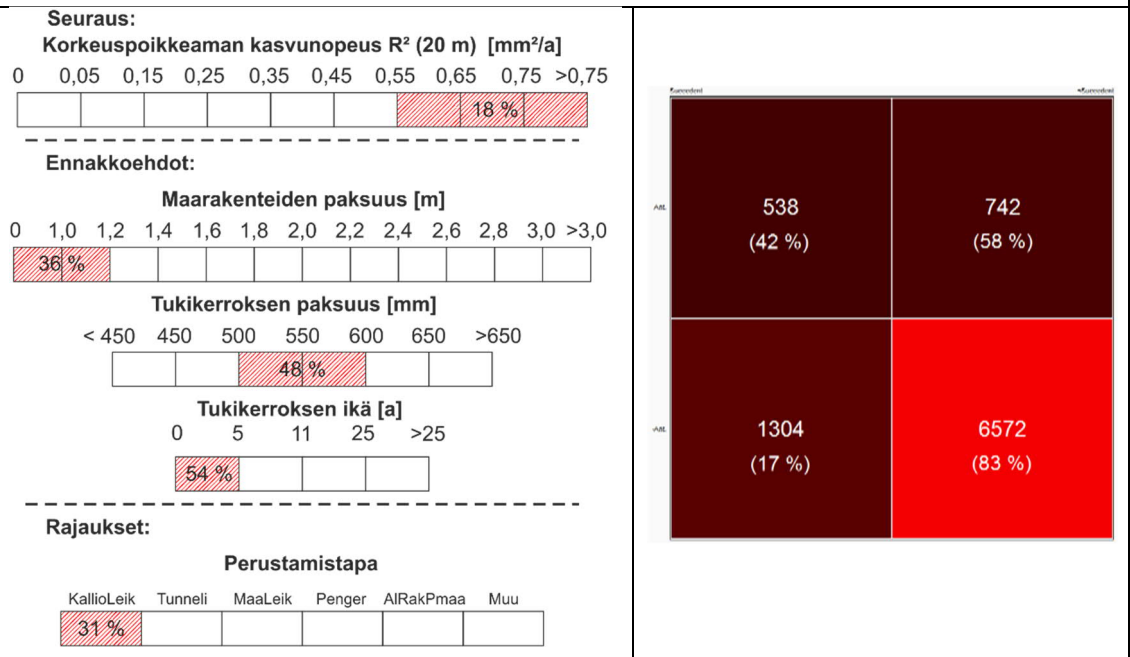 Seuraus:
Korkeuspoikkeaman kasvunopeus R² (20 m) [mm²/a]
0 0,05 0,15 0,25 0,35 0,45 0,55 0,65 0,75 >0,75
18 %
Ennakkoehdot:
Maarakenteiden paksuus [m]
0 1,0 1,2 1,4 1,6 1,8 2,0 2,2 2,4 2,6 2,8 3,0 >3,0
36 %
Tukikerroksen paksuus [mm]
< 450 450 500 550 600 650 >650
48 %
Tukikerroksen ikä [a]
0 5 11 25 >25
54 %
Rajaukset:
Perustamistapa
KallioLeik Tunneli MaaLeik Penger AlRakPmaa Muu
31 %
538 742
(42 %) (58 %)
1304 6572
(17 %) (83 %)